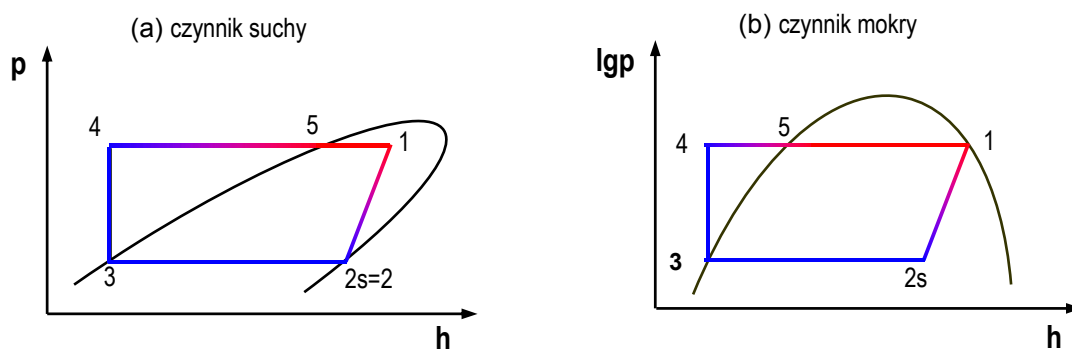 (a) czynnik suchy
p
4
5
1
3
2s=2
h
(b) czynnik mokry
lgp
4
5
1
3
2s
h